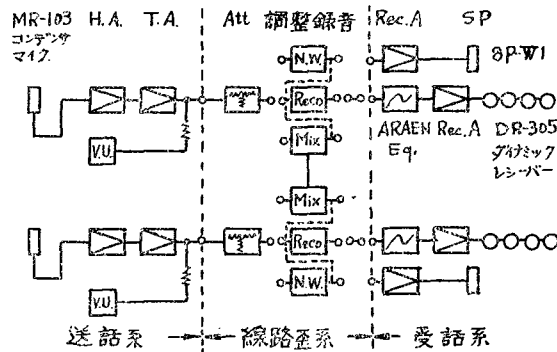 MR-103 H.A. T.A. Att 調整録音 Rec.A SP
コンデンサ
マイク.
N.W.
SP-W1
Reco
V.U.
Mix
ARAEN Rec.A DR-305
Eq. ダイナミック
レシーバー
Mix
Reco
V.U.
N.W.
送話系 線路歪系 受話系